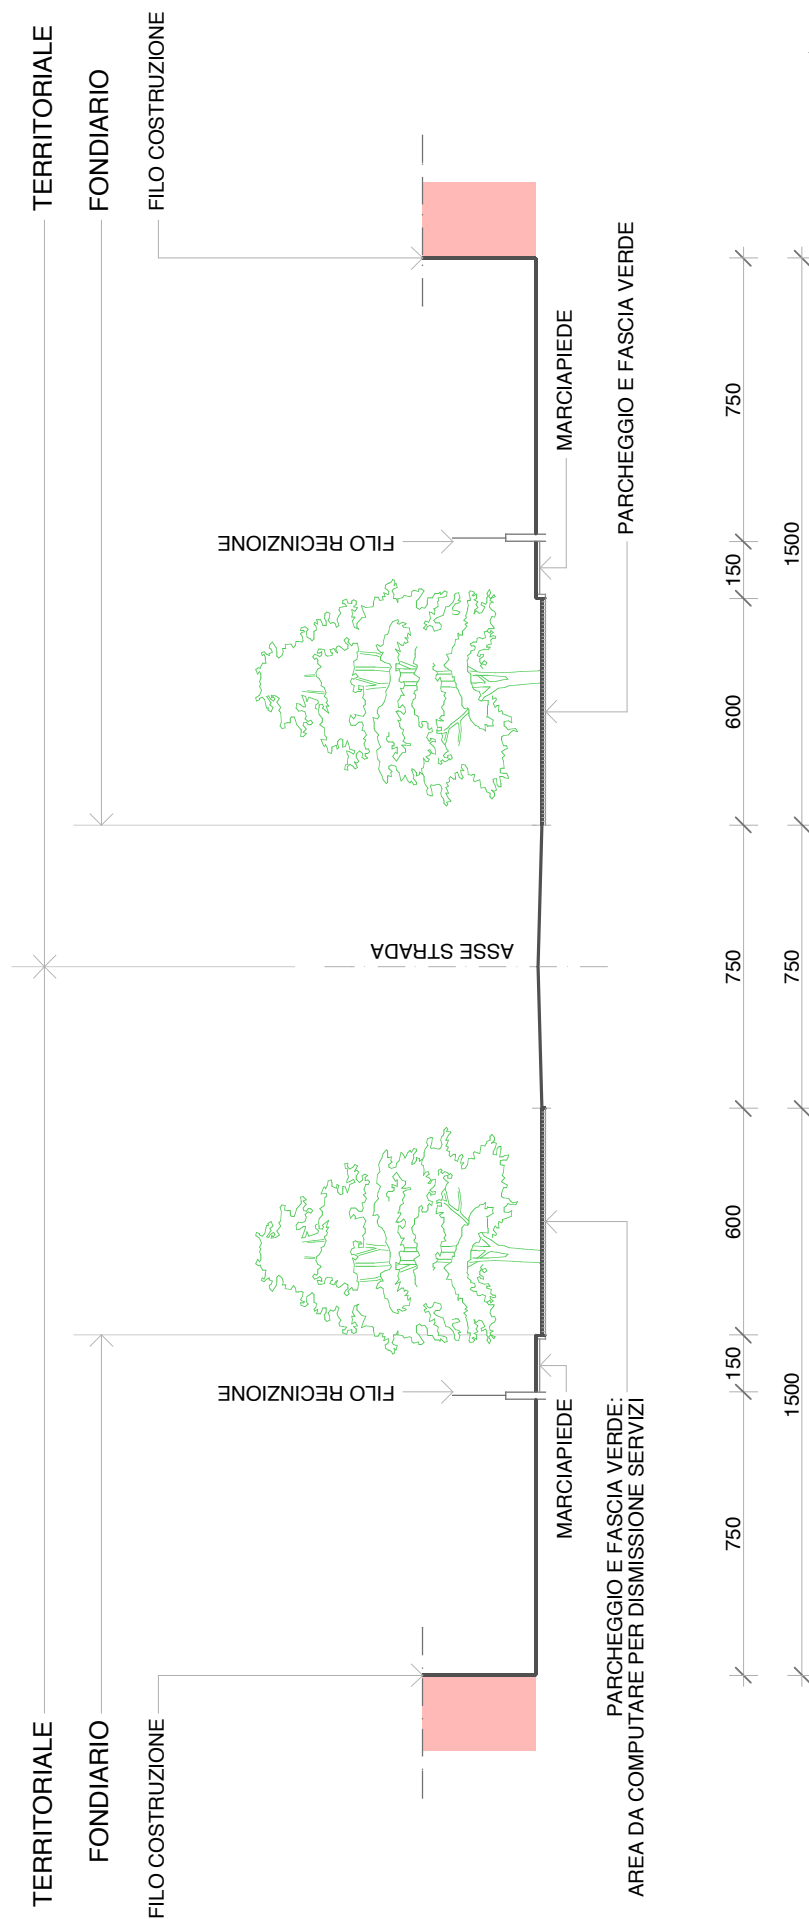 TERRITORIALE
TERRITORIALE
FONDIARIO
FONDIARIO
FILO COSTRUZIONE
FILO COSTRUZIONE
FILO RECINZIONE
FILO RECINZIONE
ASSE STRADA
MARCIAPIEDE
MARCIAPIEDE
PARCHEGGIO E FASCIA VERDE:
AREA DA COMPUTARE PER DISMISSIONE SERVIZI
PARCHEGGIO E FASCIA VERDE
750
150
600
750
600
150
750
1500
750
1500